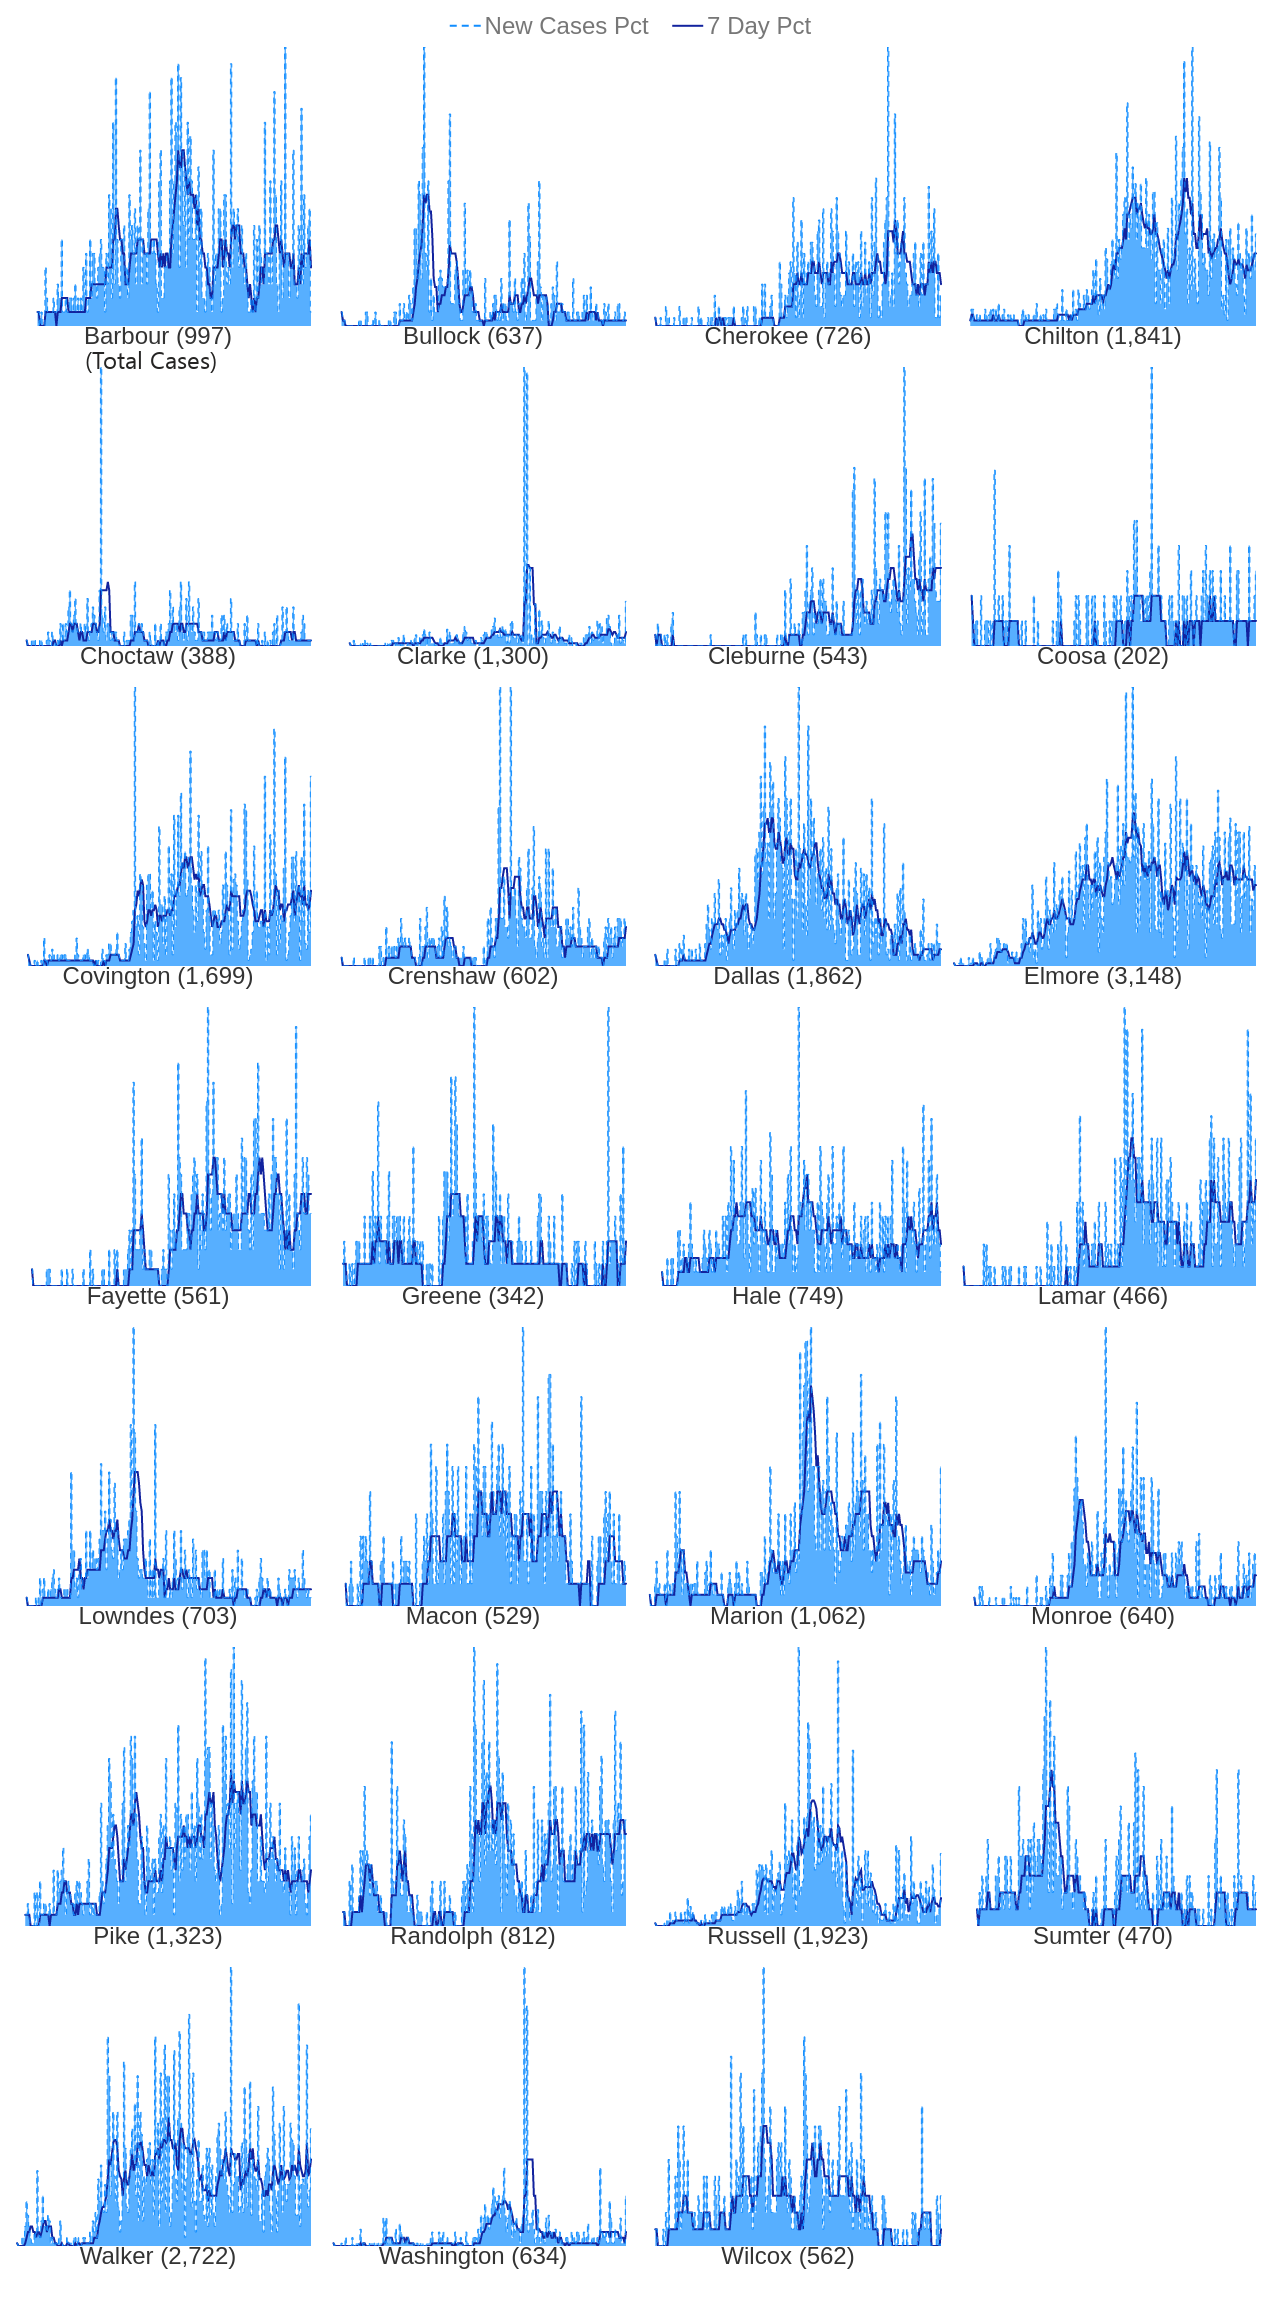 New Cases Pct 7 Day Pct
Barbour (997) Bullock (637) Cherokee (726) Chilton (1,841)
(Total Cases)
Choctaw (388) Clarke (1,300) Cleburne (543) Coosa (202)
Covington (1,699) Crenshaw (602) Dallas (1,862) Elmore (3,148)
Fayette (561) Greene (342) Hale (749) Lamar (466)
Lowndes (703) Macon (529) Marion (1,062) Monroe (640)
Pike (1,323) Randolph (812) Russell (1,923) Sumter (470)
Walker (2,722) Washington (634) Wilcox (562)